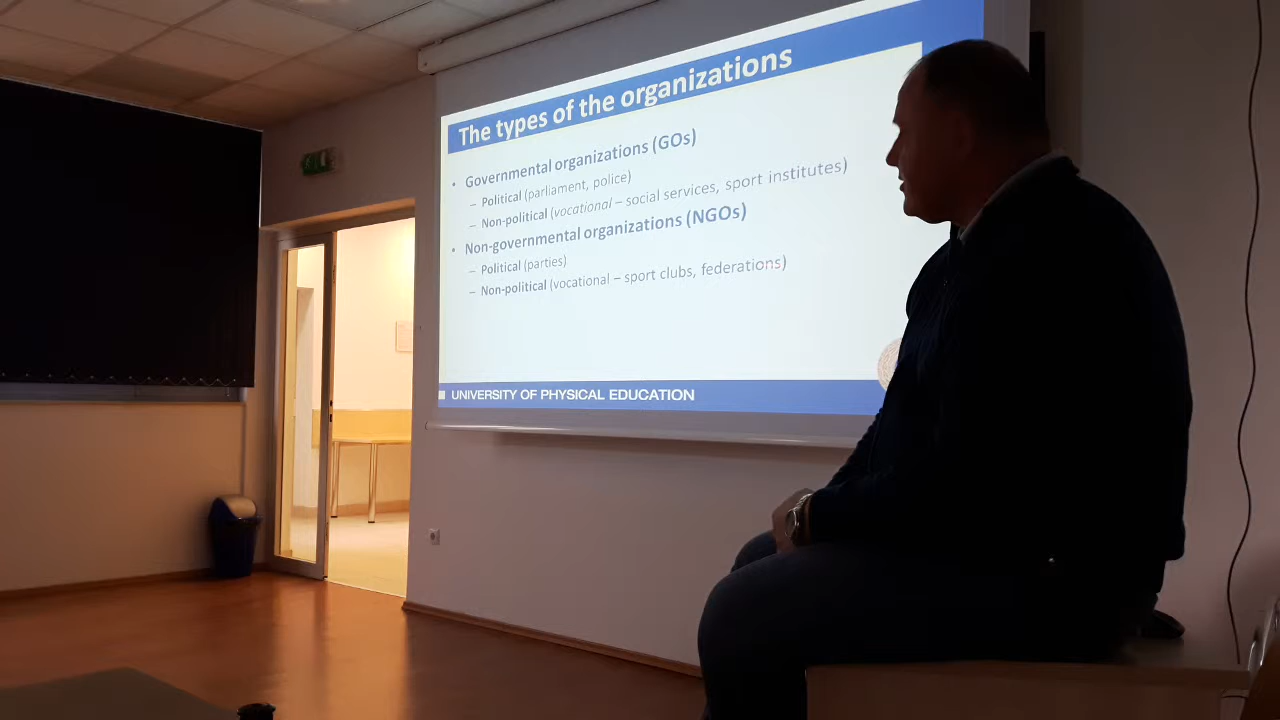 The types of the organizations
• Governmental organizations (GOs)
– Political (parliament, police)
– Non-political (vocational – social services, sport institutes)
• Non-governmental organizations (NGOs)
– Political (parties)
– Non-political (vocational – sport clubs, federations)
UNIVERSITY OF PHYSICAL EDUCATION